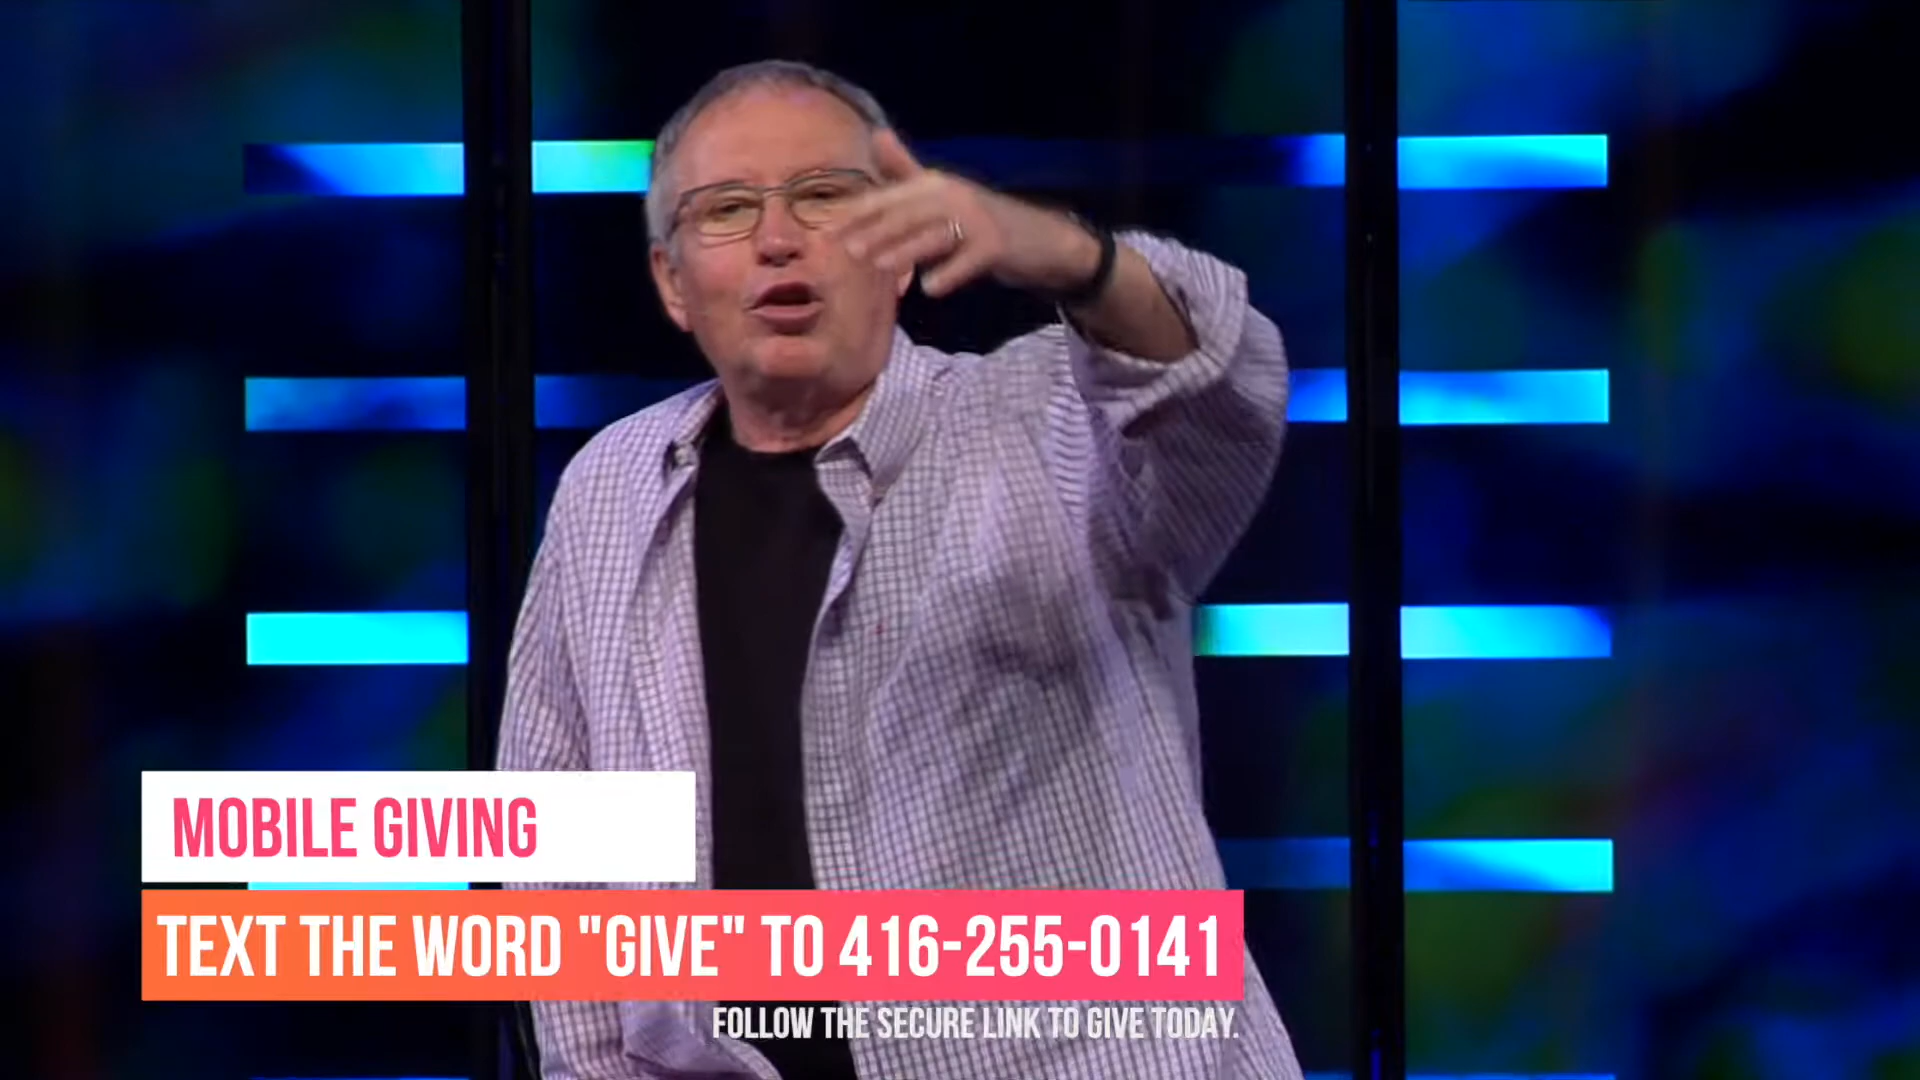 MOBILE GIVING
TEXT THE WORD "GIVE" TO 416-255-0141
FOLLOW THE SECURE LINK TO GIVE TODAY.